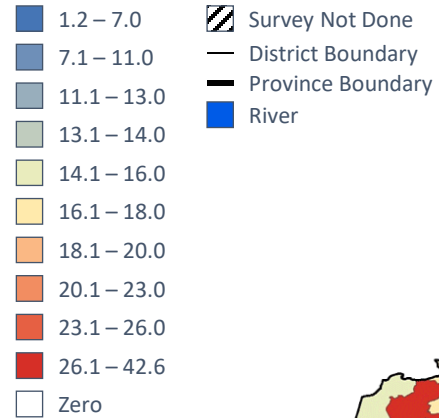 1.2 – 7.0
7.1 – 11.0
11.1 – 13.0
13.1 – 14.0
14.1 – 16.0
16.1 – 18.0
18.1 – 20.0
20.1 – 23.0
23.1 – 26.0
26.1 – 42.6
Zero
Survey Not Done
District Boundary
Province Boundary
River